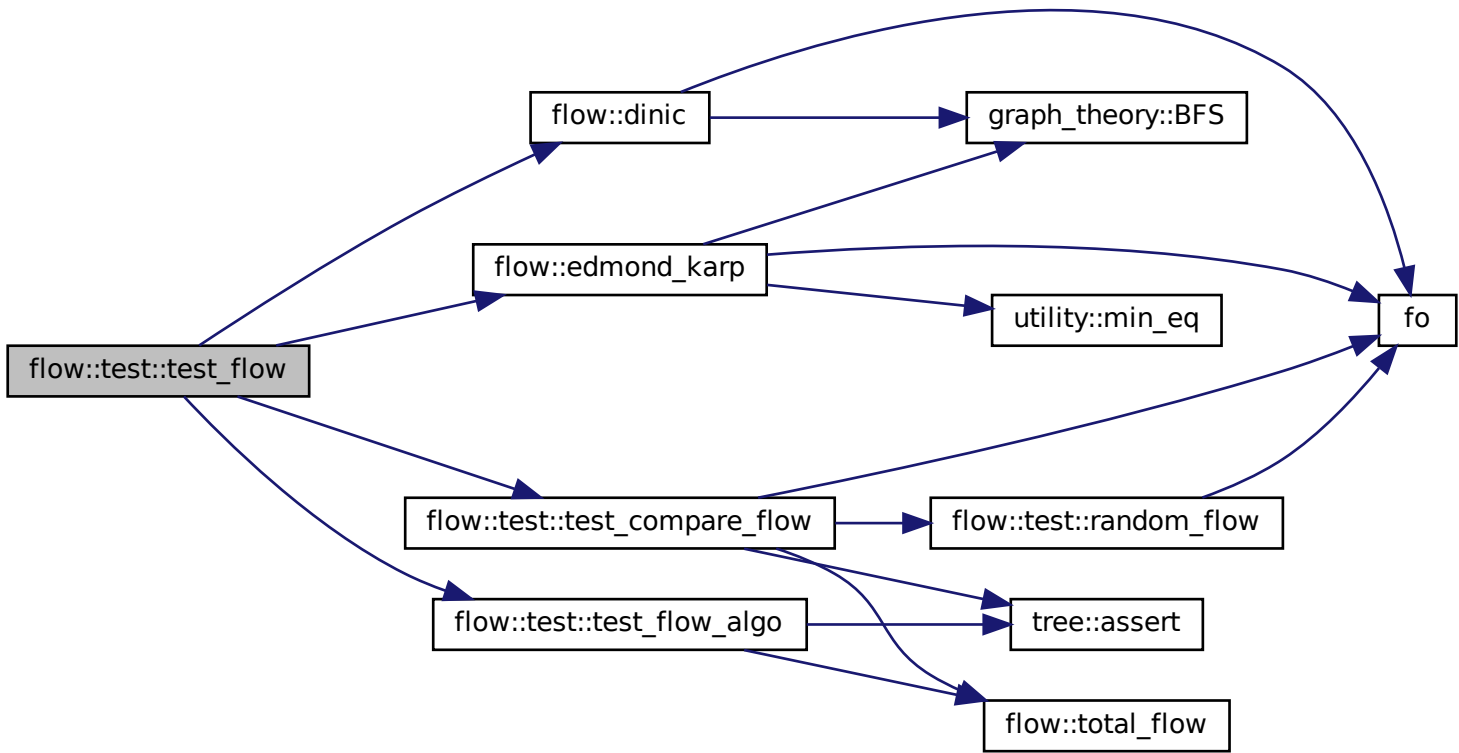 flow::dinic
graph_theory::BFS
flow::edmond_karp
utility::min_eq
fo
flow::test::test_flow
flow::test::test_compare_flow
flow::test::random_flow
flow::test::test_flow_algo
tree::assert
flow::total_flow